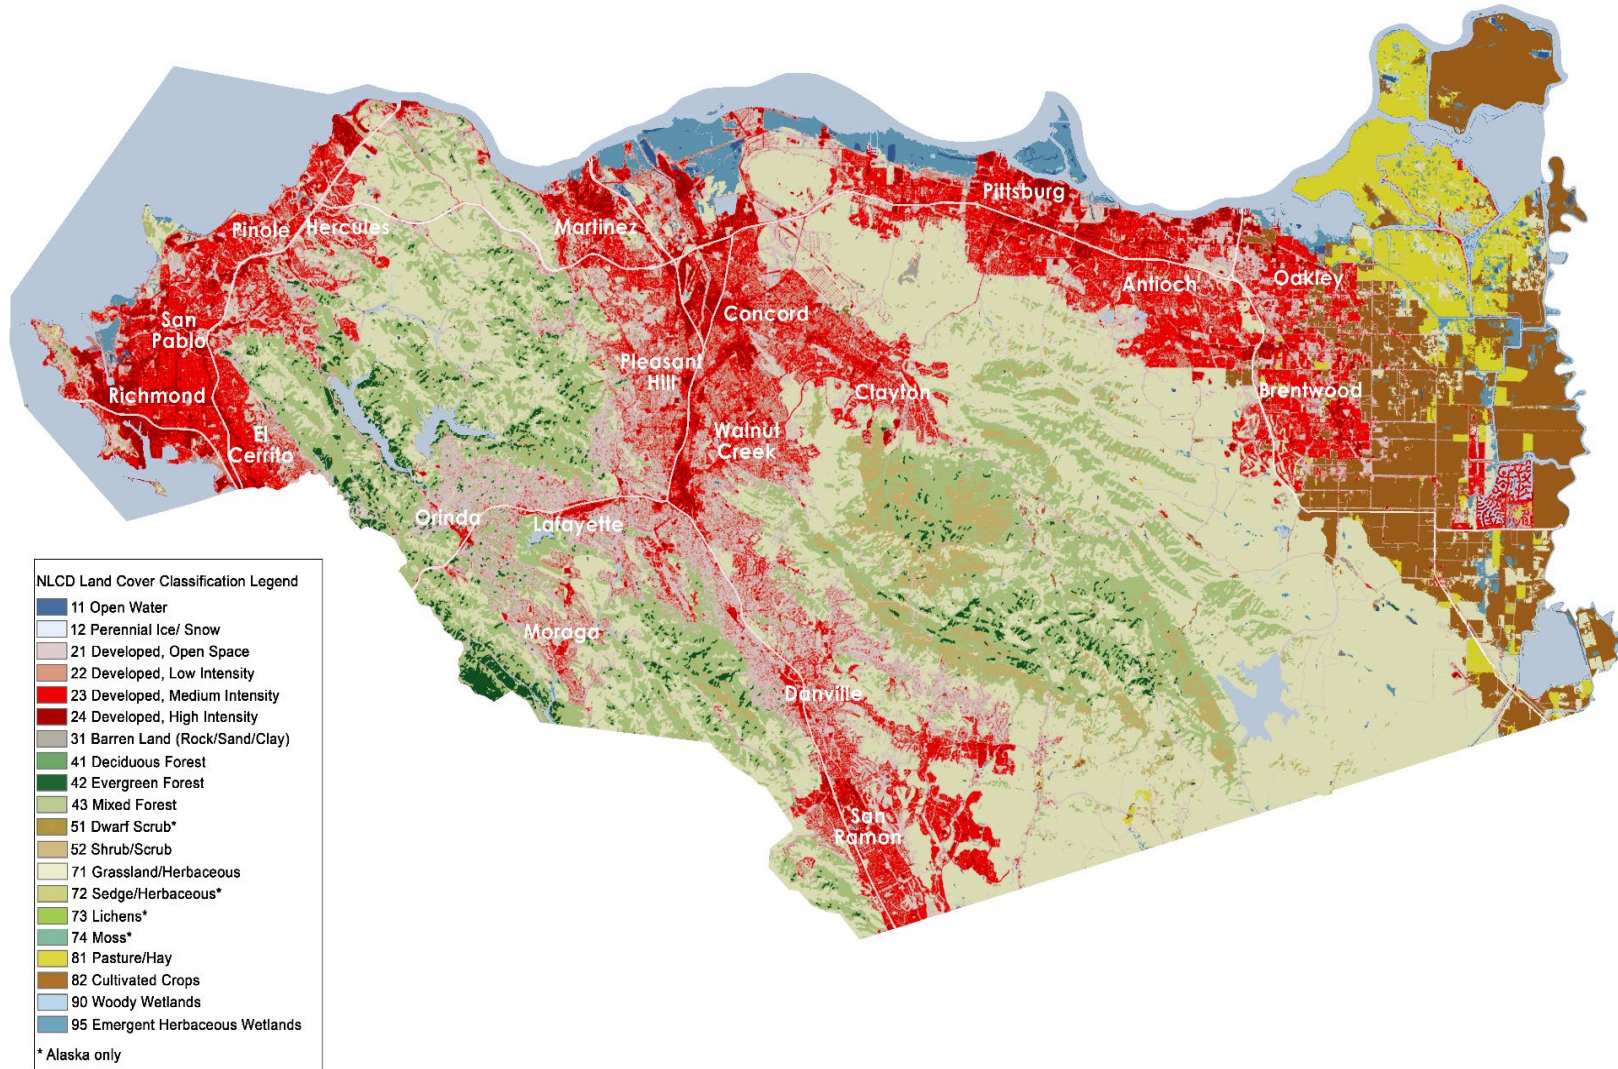 Pinole
Hercules
Martinez
Pittsburg
San
Pablo
Concord
Antioch
Oakley
Richmond
Pleasant
Hill
Clayton
Brentwood
El
Cerrito
Walnut
Creek
Orinda
Lafayette
Moraga
Danville
San
Ramon
NLCD Land Cover Classification Legend
11 Open Water
12 Perennial Ice/ Snow
21 Developed, Open Space
22 Developed, Low Intensity
23 Developed, Medium Intensity
24 Developed, High Intensity
31 Barren Land (Rock/Sand/Clay)
41 Deciduous Forest
42 Evergreen Forest
43 Mixed Forest
51 Dwarf Scrub*
52 Shrub/Scrub
71 Grassland/Herbaceous
72 Sedge/Herbaceous*
73 Lichens*
74 Moss*
81 Pasture/Hay
82 Cultivated Crops
90 Woody Wetlands
95 Emergent Herbaceous Wetlands
* Alaska only